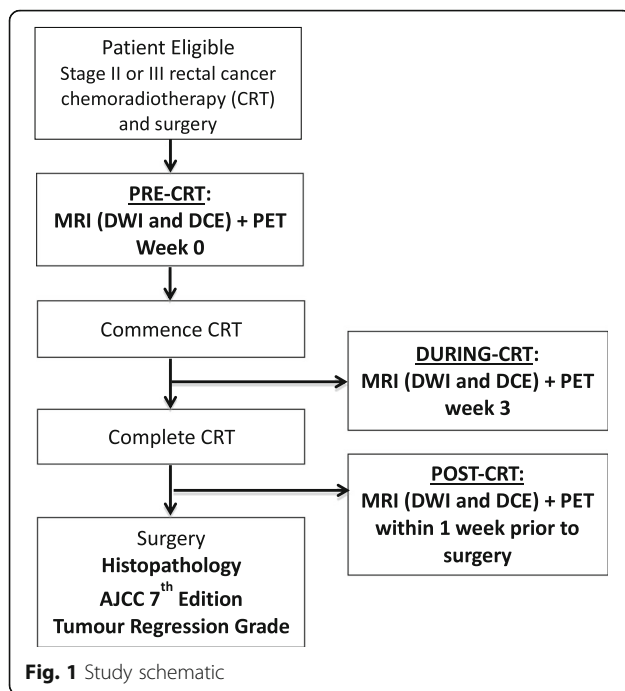 Patient Eligible
Stage II or III rectal cancer
chemoradiotherapy (CRT)
and surgery
PRE-CRT:
MRI (DWI and DCE) + PET
Week 0
Commence CRT
DURING-CRT:
MRI (DWI and DCE) + PET
week 3
Complete CRT
POST-CRT:
MRI (DWI and DCE) + PET
within 1 week prior to
surgery
Surgery
Histopathology
AJCC 7th Edition
Tumour Regression Grade
Fig. 1 Study schematic